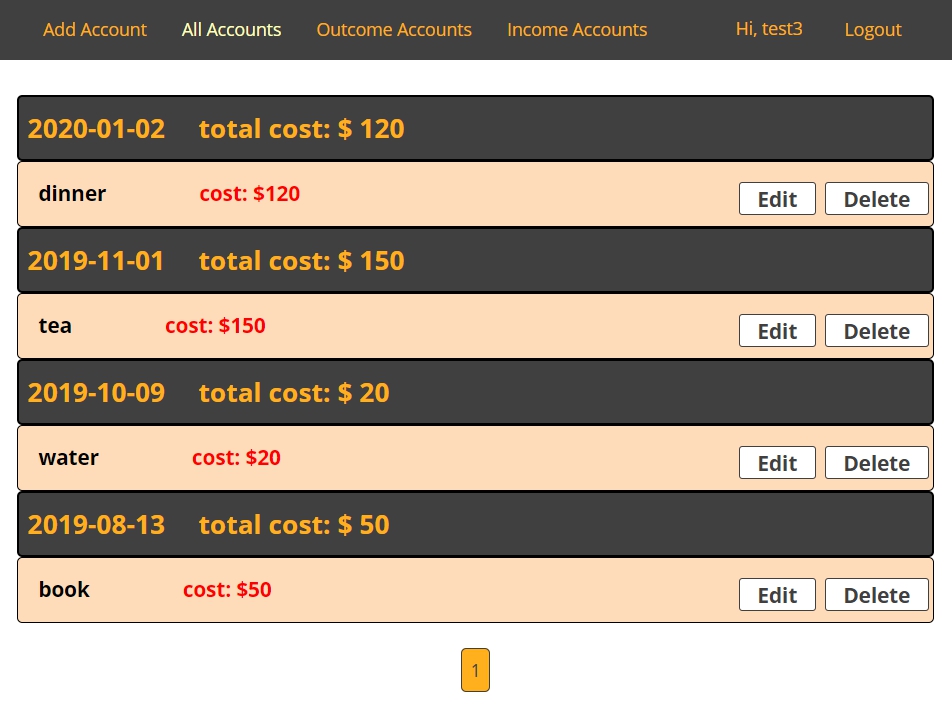 Add Account All Accounts Outcome Accounts Income Accounts Hi, test3 Logout
2020-01-02 total cost: $ 120
dinner cost: $120 Edit Delete
2019-11-01 total cost: $ 150
tea cost: $150 Edit Delete
2019-10-09 total cost: $ 20
water cost: $20 Edit Delete
2019-08-13 total cost: $ 50
book cost: $50 Edit Delete
1